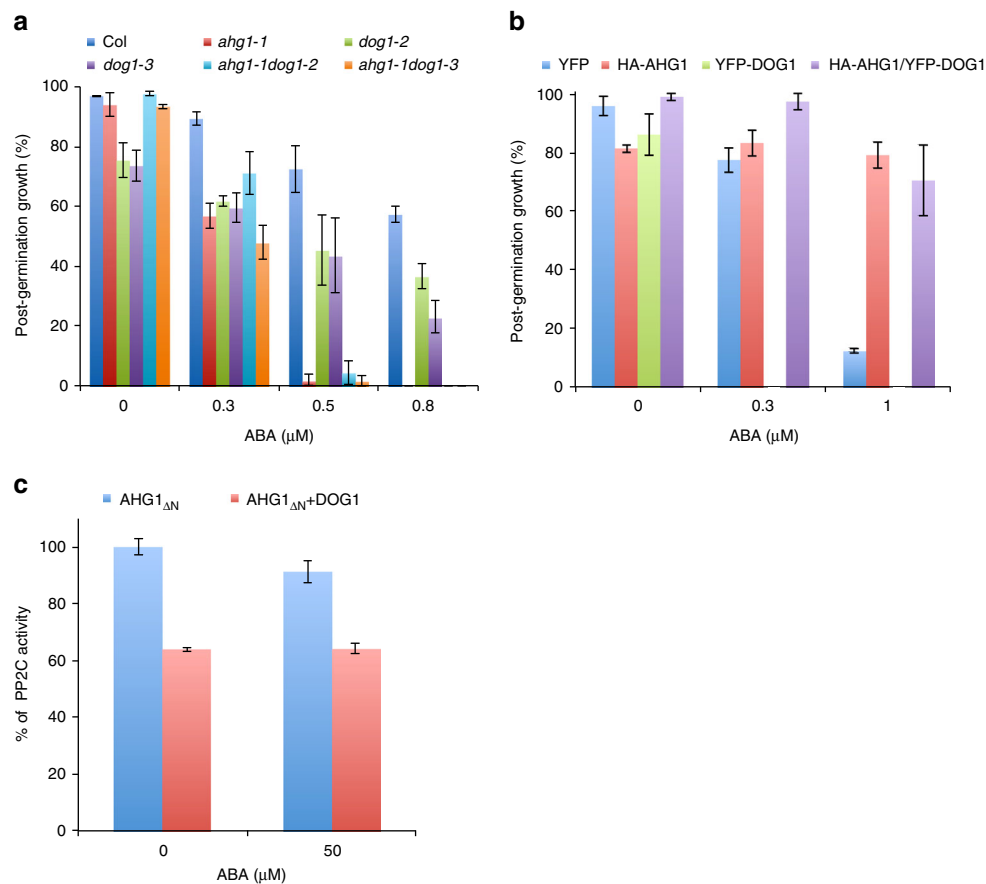 a
Col ahg1-1 dog1-2
dog1-3 ahg1-1dog1-2 ahg1-1dog1-3
100
80
60
40
20
0
Post-germination growth (%)
0 0.3 0.5 0.8
ABA (μM)
b
YFP HA-AHG1 YFP-DOG1 HA-AHG1/YFP-DOG1
100
80
60
40
20
0
Post-germination growth (%)
0 0.3 1
ABA (μM)
c
AHG1ΔN AHG1ΔN+DOG1
100
80
60
40
20
0
% of PP2C activity
0 50
ABA (μM)